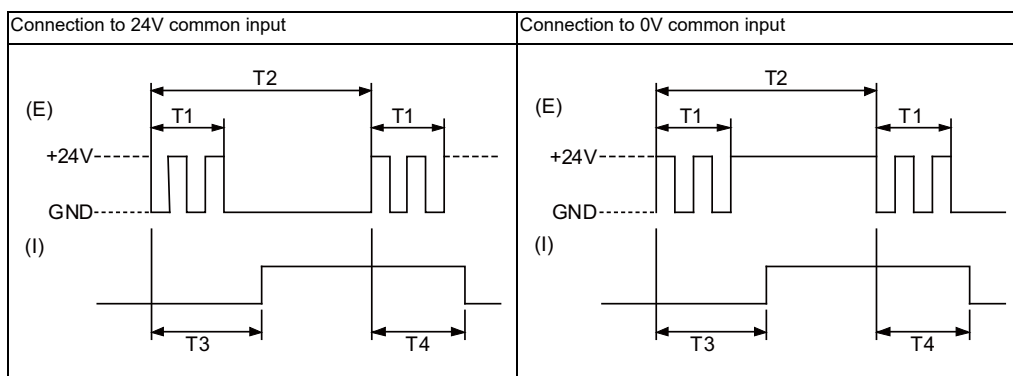 Connection to 24V common input
T2
(E)
T1
T1
+24V
GND
(I)
T3
T4
Connection to 0V common input
T2
(E)
T1
T1
+24V
GND
(I)
T3
T4